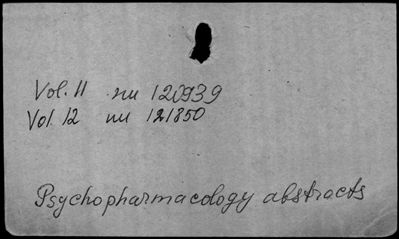 Vol. 11 nu 120939
Vol. 12 nu 121850
Psychopharmacology abstracts